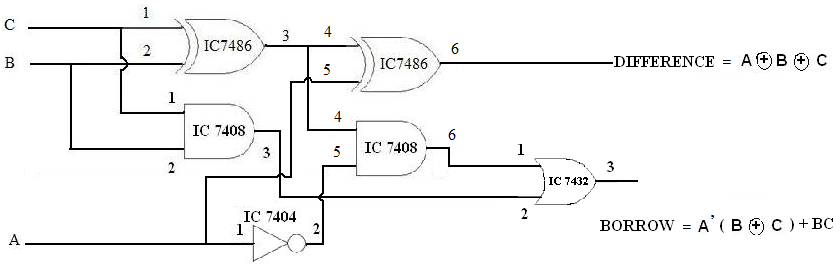 1
C
IC7486
3
4
6
IC7486
DIFFERENCE = A ⊕ B ⊕ C
2
B
5
1
IC 7408
2
3
4
5
IC 7408
6
1
IC 7432
3
2
IC 7404
A
1
2
BORROW = A' ( B ⊕ C ) + BC